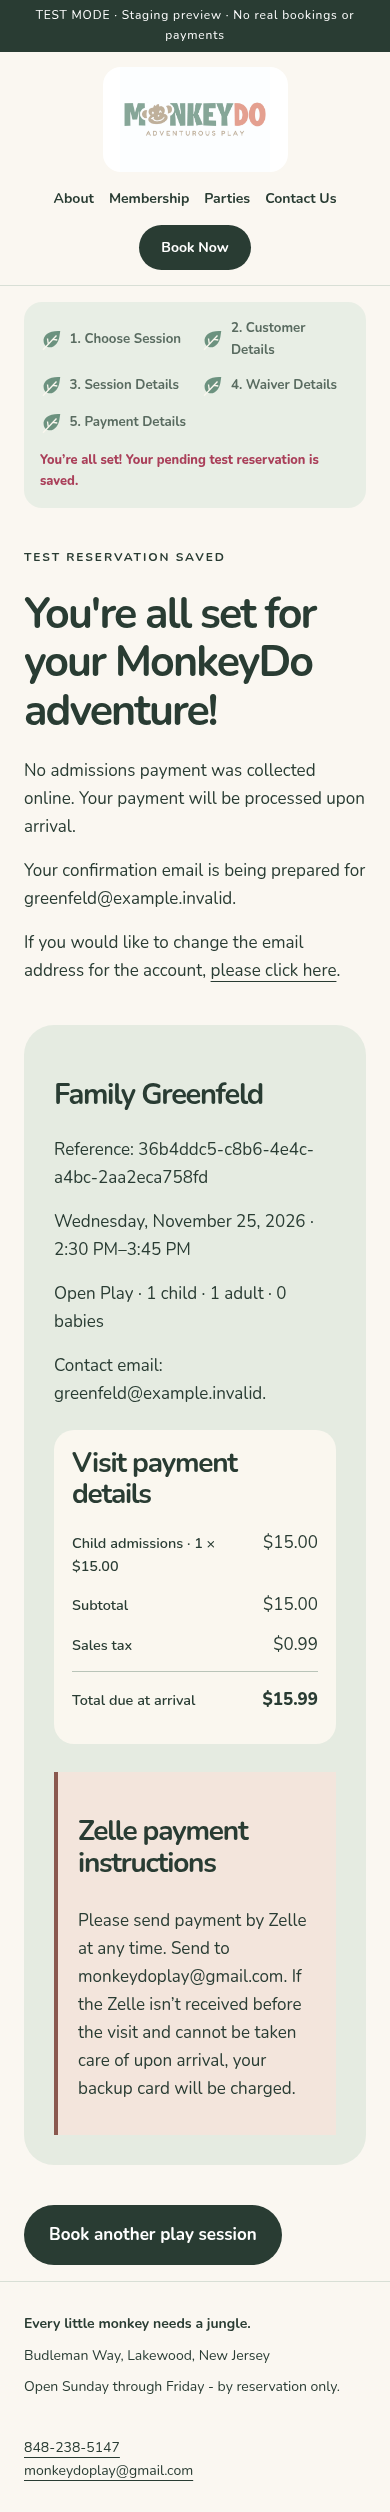 TEST MODE · Staging preview · No real bookings or
payments
MONKEYDO
ADVENTUROUS PLAY
About Membership Parties Contact Us
Book Now
1. Choose Session
2. Customer
Details
3. Session Details
4. Waiver Details
5. Payment Details
You’re all set! Your pending test reservation is
saved.
TEST RESERVATION SAVED
You're all set for
your MonkeyDo
adventure!
No admissions payment was collected
online. Your payment will be processed upon
arrival.
Your confirmation email is being prepared for
greenfeld@example.invalid.
If you would like to change the email
address for the account, please click here.
Family Greenfeld
Reference: 36b4ddc5-c8b6-4e4c-
a4bc-2aa2eca758fd
Wednesday, November 25, 2026 ·
2:30 PM–3:45 PM
Open Play · 1 child · 1 adult · 0
babies
Contact email:
greenfeld@example.invalid.
Visit payment
details
Child admissions · 1 × $15.00
$15.00
Subtotal $15.00
Sales tax $0.99
Total due at arrival $15.99
Zelle payment
instructions
Please send payment by Zelle
at any time. Send to
monkeydoplay@gmail.com. If
the Zelle isn’t received before
the visit and cannot be taken
care of upon arrival, your
backup card will be charged.
Book another play session
Every little monkey needs a jungle.
Budleman Way, Lakewood, New Jersey
Open Sunday through Friday - by reservation only.
848-238-5147
monkeydoplay@gmail.com